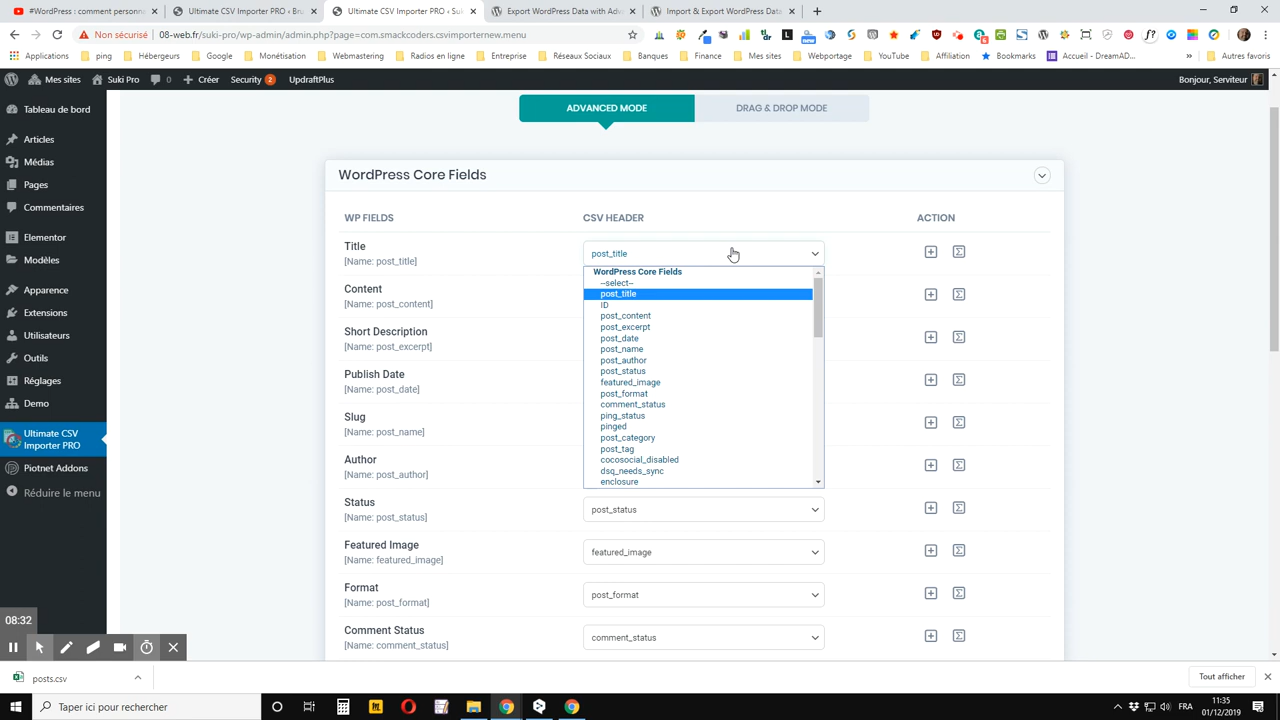 #WordPress : comment personn
Ultimate CSV Importer PRO ‹ Bru
Ultimate CSV Importer PRO ‹ Suk
Export WordPress Data with Adv
Import & Export WordPress Data
Non sécurisé
08-web.fr/suki-pro/wp-admin/admin.php?page=com.smackcoders.csvimporternew.menu
Applications
ping
Hébergeurs
Google
Monétisation
Webmastering
Radios en ligne
Entreprise
Réseaux Sociaux
Banques
Finance
Mes sites
Webportage
YouTube
Affiliation
Bookmarks
Accueil - DreamAD...
»
Autres favoris
Mes sites
Suki Pro
0
Créer
Security 2
UpdraftPlus
Bonjour, Serviteur
Tableau de bord
Articles
Médias
Pages
Commentaires
Elementor
Modèles
Apparence
Extensions
Utilisateurs
Outils
Réglages
Demo
Ultimate CSV
Importer PRO
Piotnet Addons
Réduire le menu
ADVANCED MODE
DRAG & DROP MODE
WordPress Core Fields
WP FIELDS
CSV HEADER
ACTION
Title
[Name: post_title]
post_title
WordPress Core Fields
--select--
post_title
ID
post_content
post_excerpt
post_date
post_name
post_author
post_status
featured_image
post_format
comment_status
ping_status
pinged
post_category
post_tag
cocosocial_disabled
dsq_needs_sync
enclosure
Content
[Name: post_content]
Short Description
[Name: post_excerpt]
Publish Date
[Name: post_date]
Slug
[Name: post_name]
Author
[Name: post_author]
Status
[Name: post_status]
post_status
Featured Image
[Name: featured_image]
featured_image
Format
[Name: post_format]
post_format
Comment Status
[Name: comment_status]
comment_status
08:32
posts.csv
Tout afficher
Taper ici pour rechercher
FRA
11:35
01/12/2019